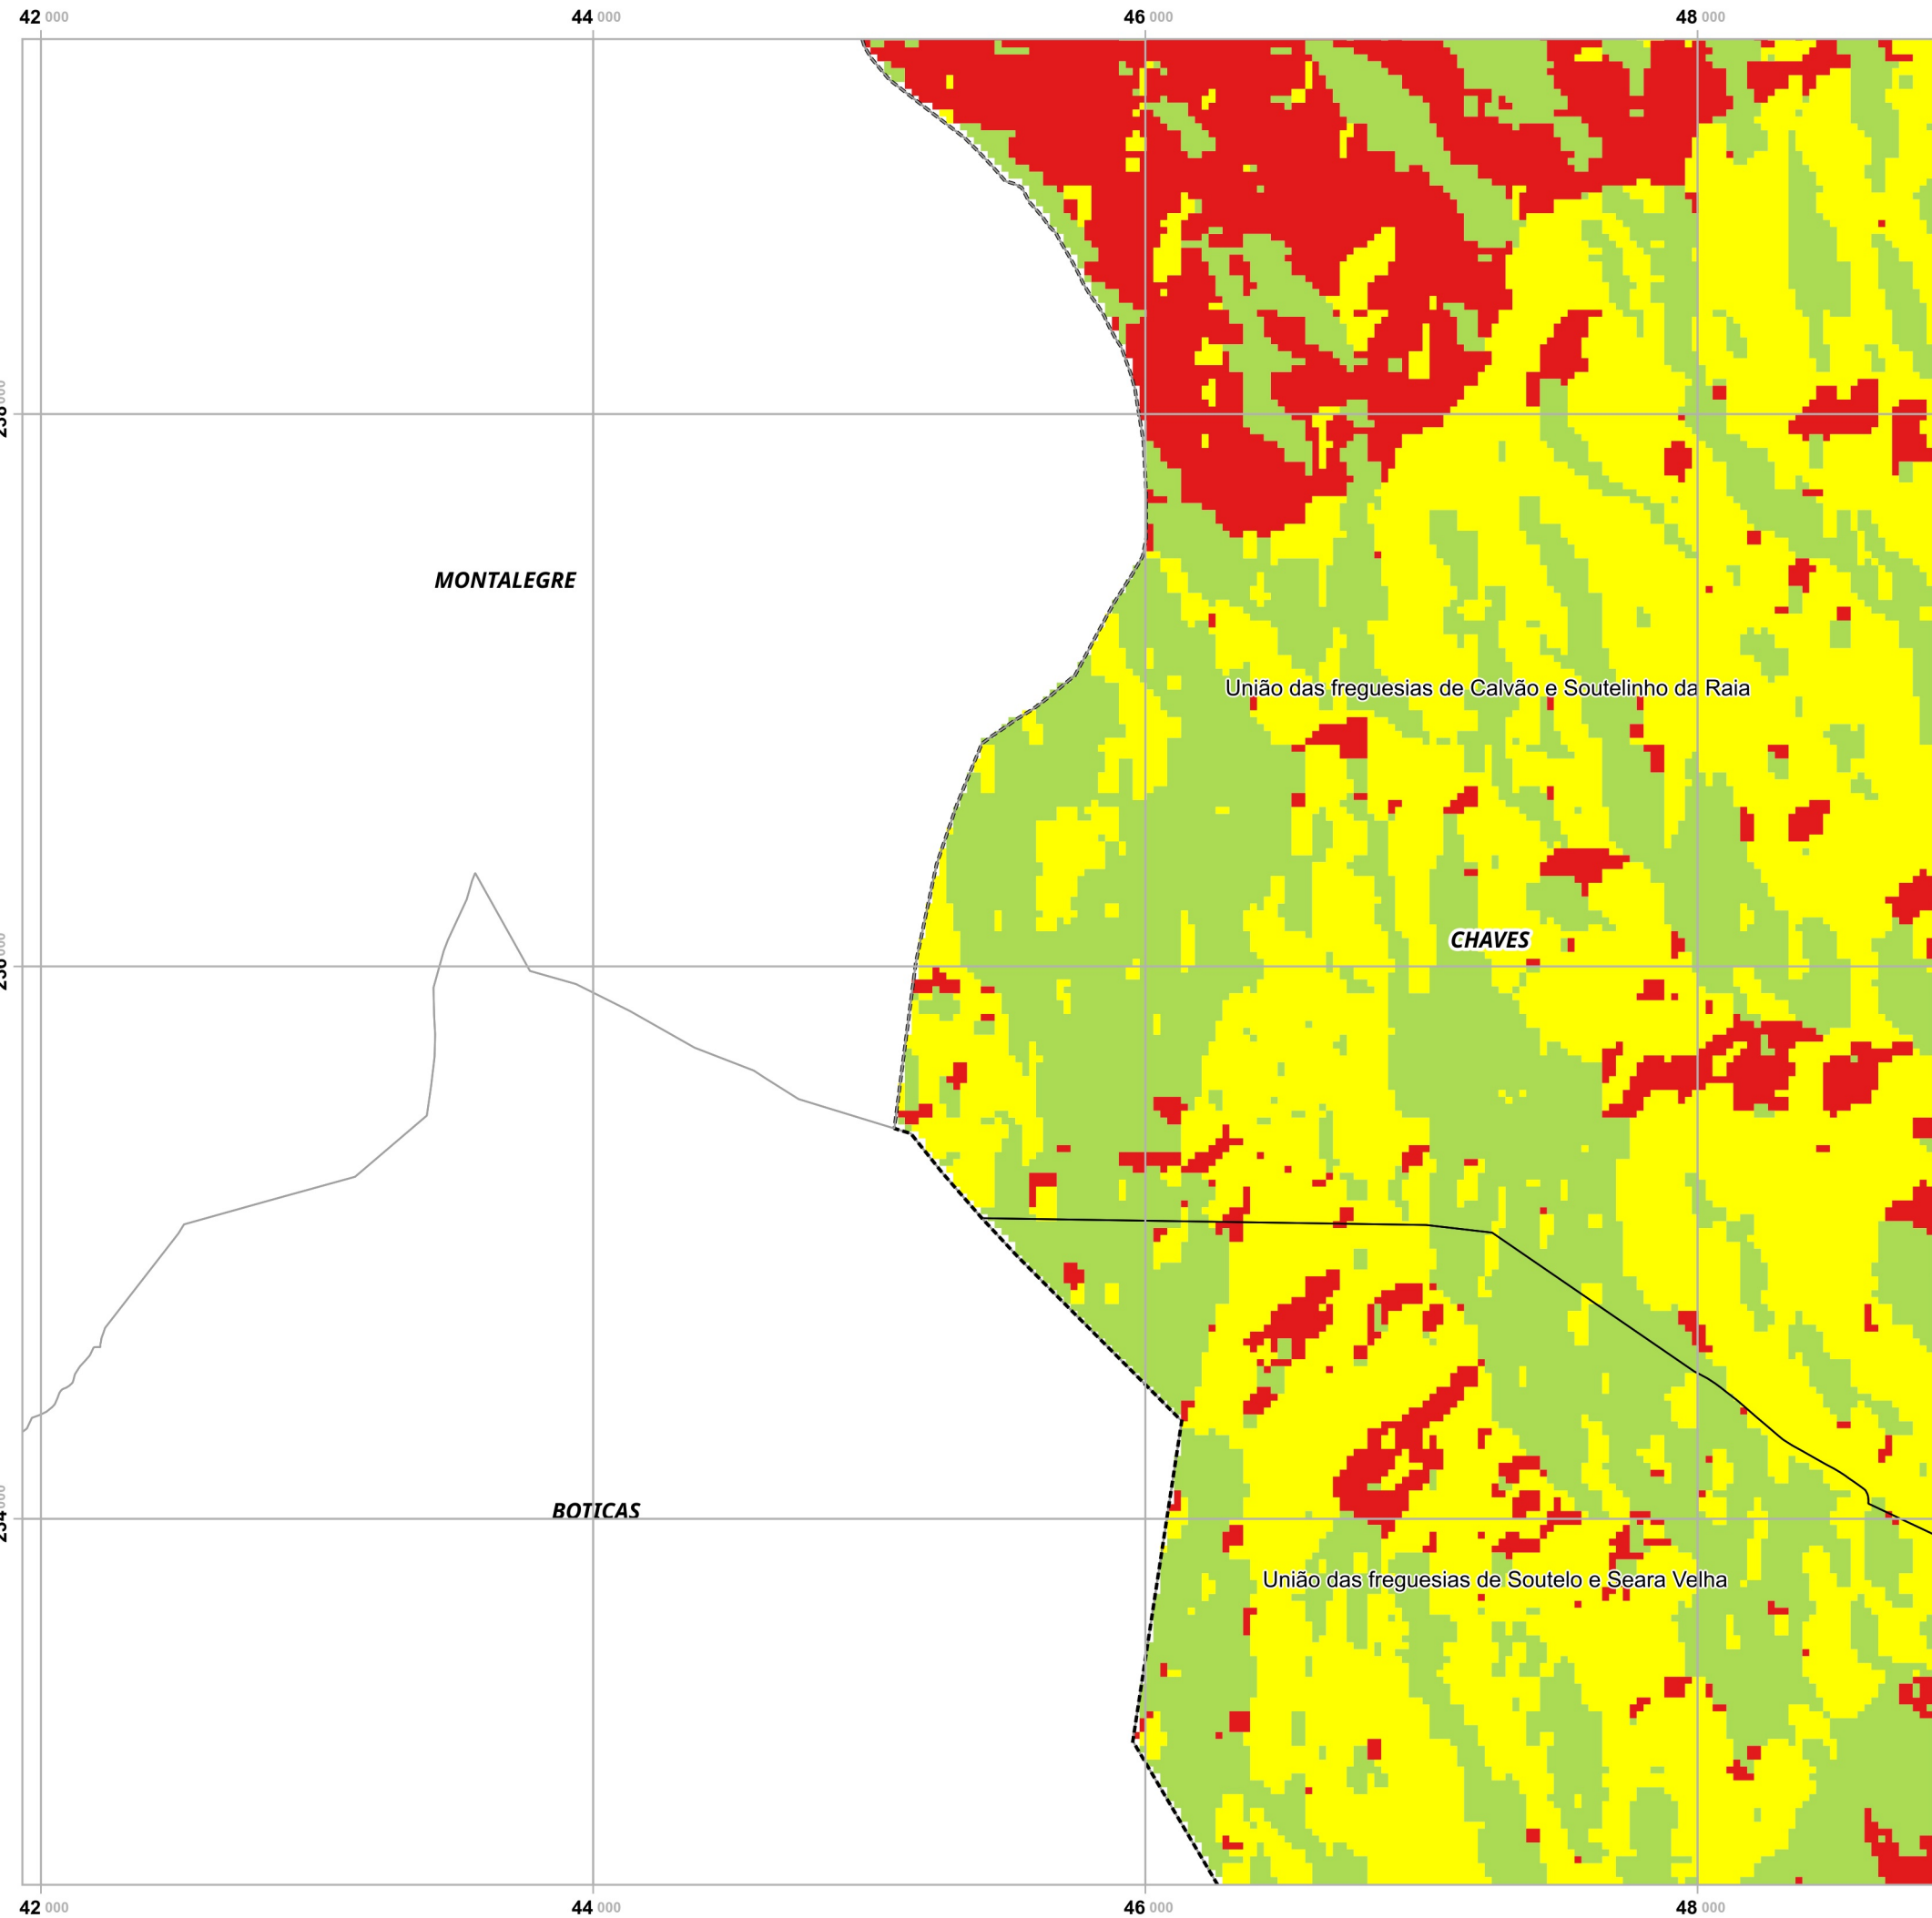 42 000 44 000 46 000 48 000
MONTALEGRE
União das freguesias de Calvão e Soutelinho da Raia
CHAVES
BOTICAS
União das freguesias de Soutelo e Seara Velha
42 000 44 000 46 000 48 000